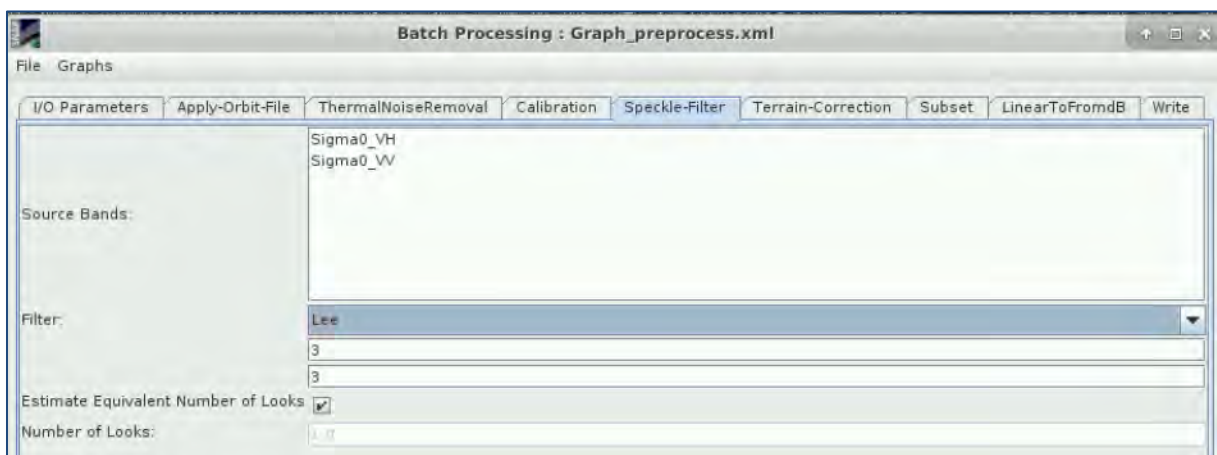 Batch Processing : Graph_preprocess.xml
File Graphs
I/O Parameters Apply-Orbit-File ThermalNoiseRemoval Calibration Speckle-Filter Terrain-Correction Subset LinearToFromdB Write
Source Bands:
Sigma0_VH
Sigma0_VV
Filter: Lee
3
3
Estimate Equivalent Number of Looks
Number of Looks: